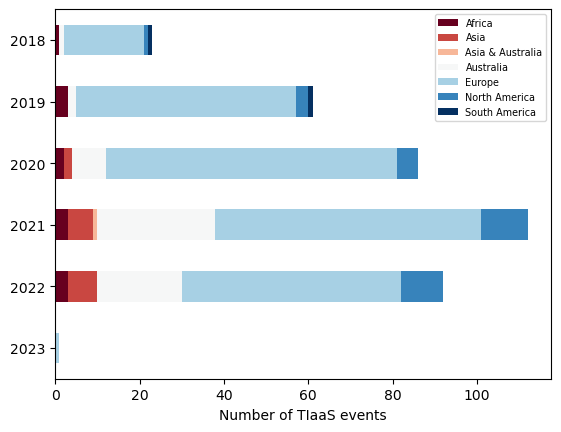 2018
2019
2020
2021
2022
2023
Africa
Asia
Asia & Australia
Australia
Europe
North America
South America
0 20 40 60 80 100
Number of TIaaS events